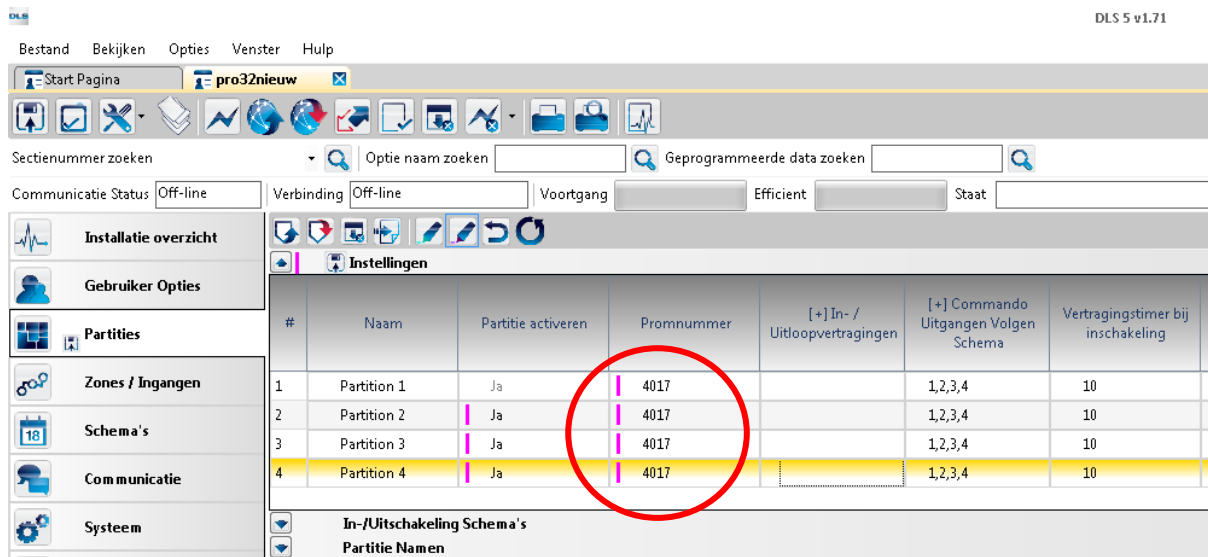 DLS
DLS 5 v1.71
Bestand Bekijken Opties Venster Hulp
Start Pagina pro32nieuw
Sectienummer zoeken Optie naam zoeken Geprogrammeerde data zoeken
Communicatie Status Off-line Verbinding Off-line Voortgang Efficient Staat
Installatie overzicht
Gebruiker Opties
Partities
Zones / Ingangen
18 Schema's
Communicatie
Systeem
Instellingen
# Naam Partitie activeren Promnummer [+] In- / Uitloopvertragingen [+] Commando Uitgangen Volgen Schema Vertragingstimer bij inschakeling
1 Partition 1 Ja 4017 1,2,3,4 10
2 Partition 2 Ja 4017 1,2,3,4 10
3 Partition 3 Ja 4017 1,2,3,4 10
4 Partition 4 Ja 4017 1,2,3,4 10
In-/Uitschakeling Schema's
Partitie Namen